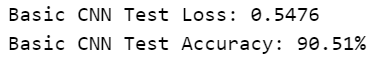 Basic CNN Test Loss: 0.5476
Basic CNN Test Accuracy: 90.51%